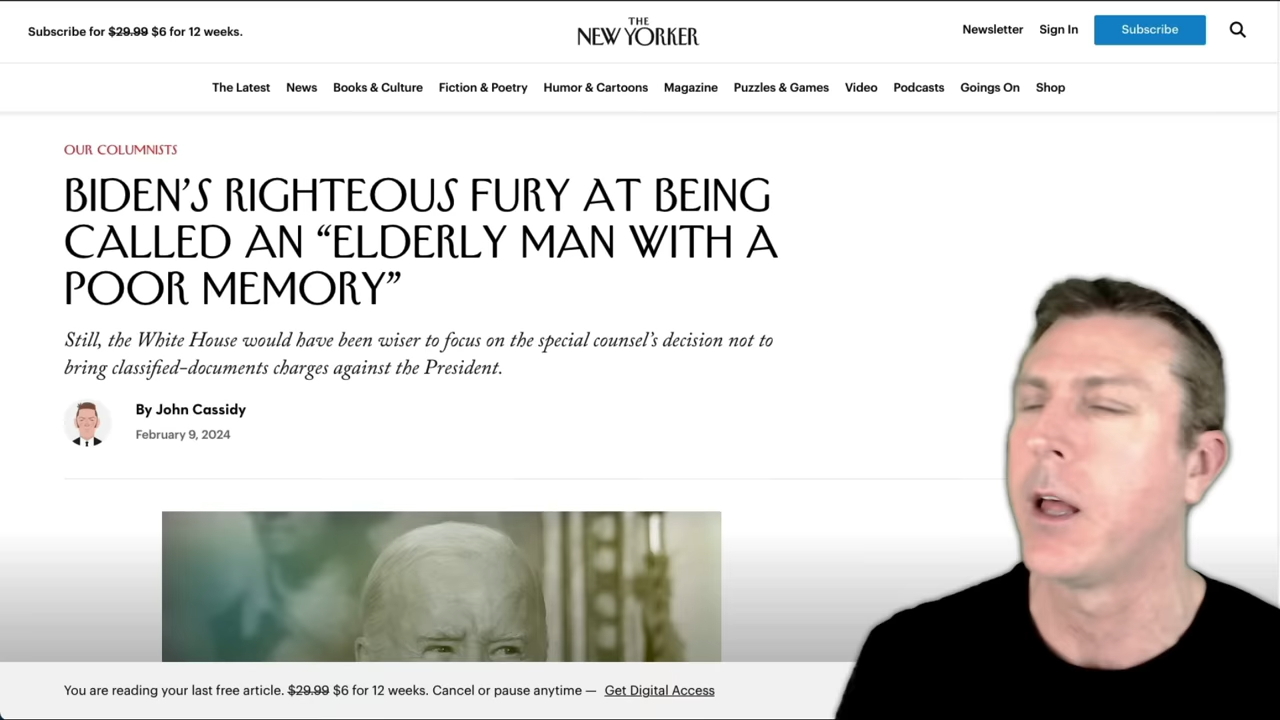 Subscribe for $29.99 $6 for 12 weeks.
THE
NEW YORKER
Newsletter Sign In Subscribe
The Latest News Books & Culture Fiction & Poetry Humor & Cartoons Magazine Puzzles & Games Video Podcasts Goings On Shop
OUR COLUMNISTS
BIDEN’S RIGHTEOUS FURY AT BEING
CALLED AN “ELDERLY MAN WITH A
POOR MEMORY”
Still, the White House would have been wiser to focus on the special counsel’s decision not to
bring classified-documents charges against the President.
By John Cassidy
February 9, 2024
You are reading your last free article. $29.99 $6 for 12 weeks. Cancel or pause anytime — Get Digital Access